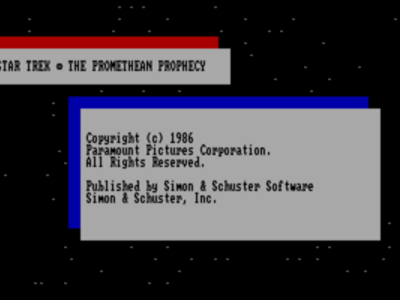 STAR TREK ® THE PROMETHEAN PROPHECY
Copyright (c) 1986
Paramount Pictures Corporation.
All Rights Reserved.
Published by Simon & Schuster Software
Simon & Schuster, Inc.